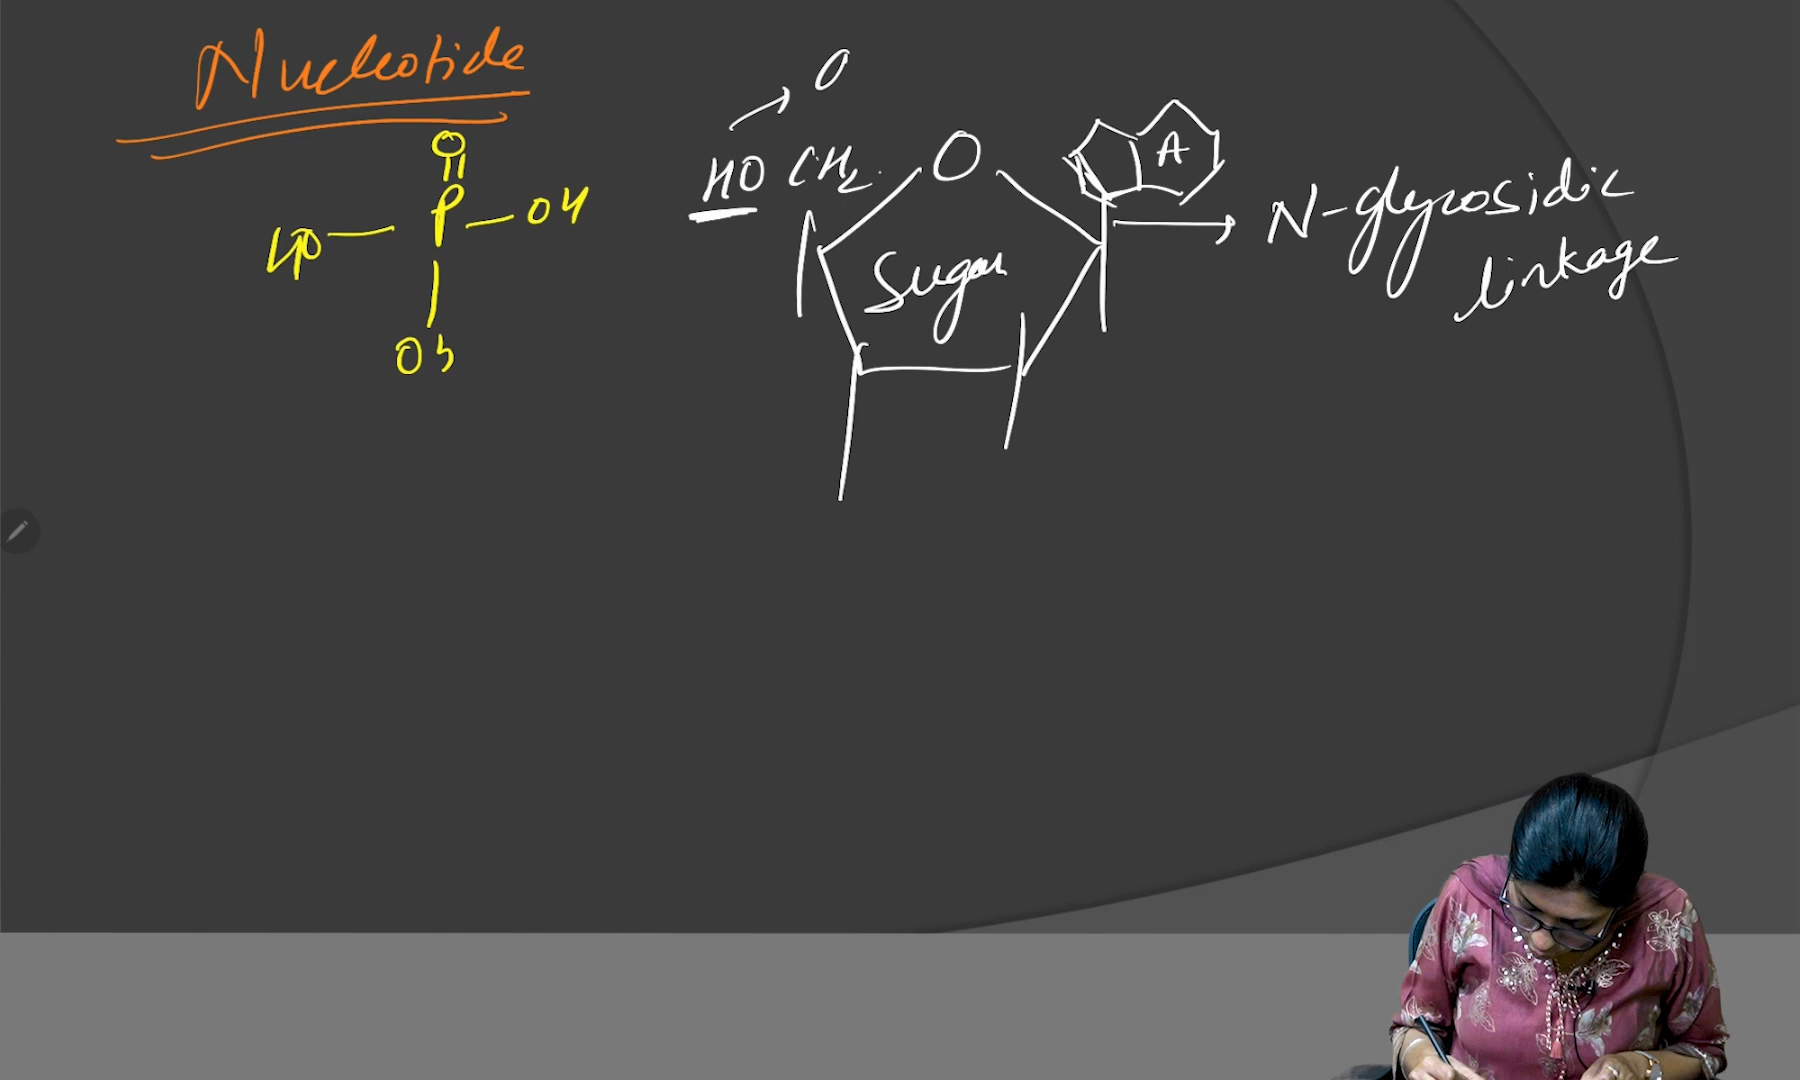 Nucleotide
O
HO CH2 O A
O
P
HO OH
OH
Sugar
N-glycosidic
linkage